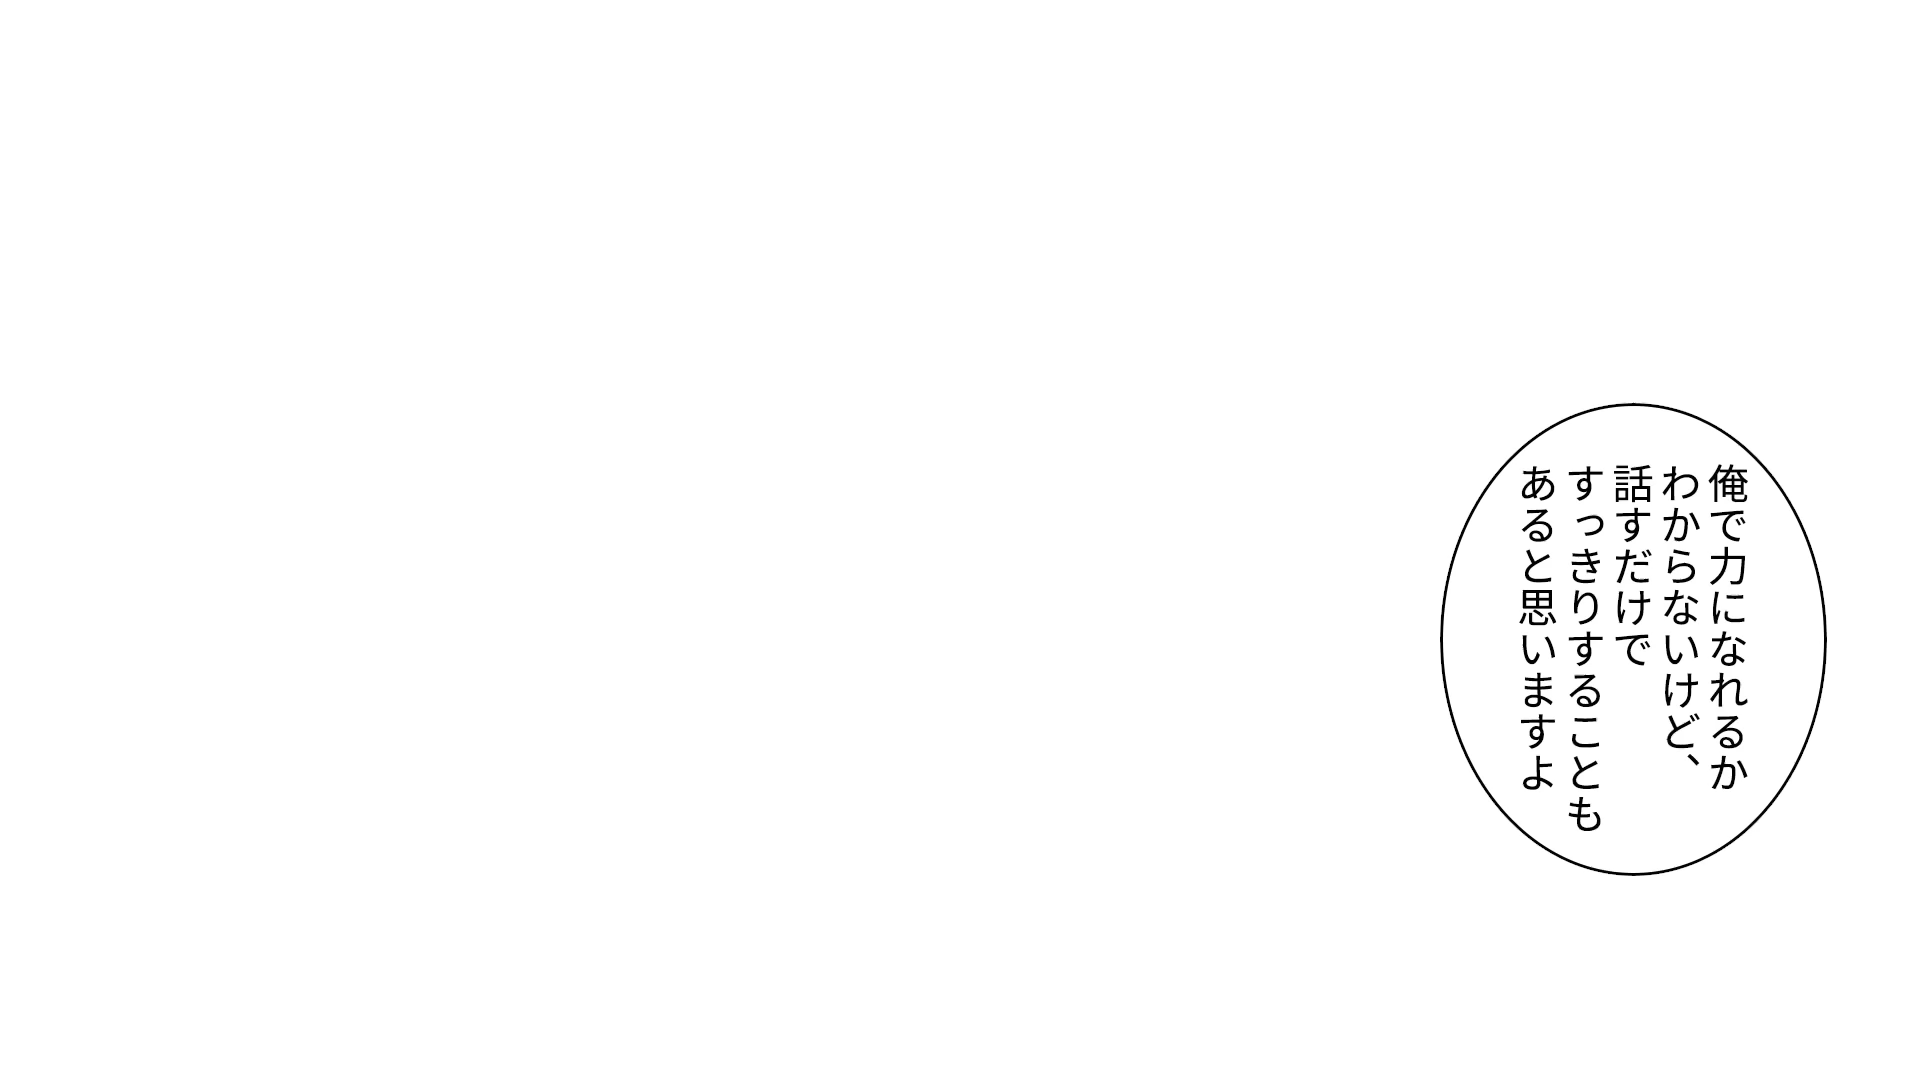 俺で力になれるか
わからないけど、
話すだけで
すっきりすることも
あると思いますよ